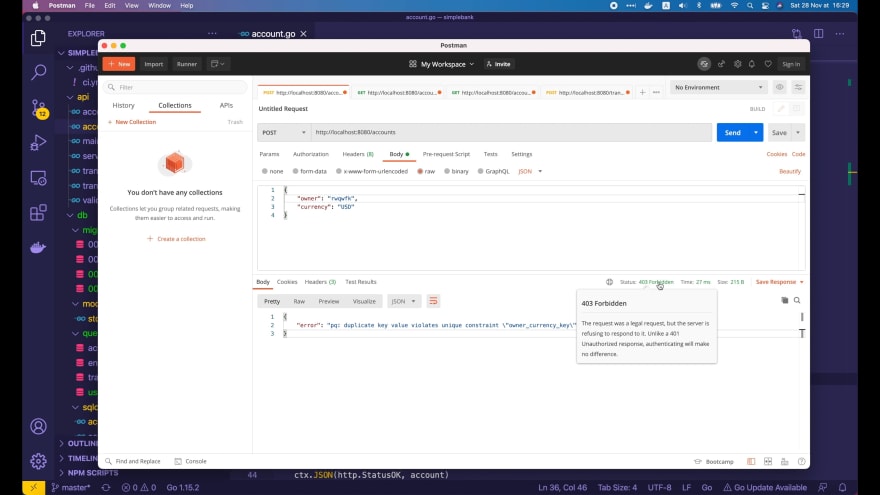 Postman File Edit View Window Help
Sat 28 Nov at 16:29
account.go — simplebank
EXPLORER
account.go
Postman
New Import Runner
My Workspace Invite
Sign In
SIMPLEBANK
.github
ci.yml
api
main
serv
tran
tran
valid
db
mig
00
00
00
00
mod
sto
que
ac
en
tra
us
sqlc
OUTLINE
TIMELINE
NPM SCRIPTS
12
Filter
History Collections APIs
New Collection Trash
You don't have any collections
Collections let you group related requests, making
them easier to access and run.
Create a collection
POST http://localhost:8080/acco...
GET http://localhost:8080/accou...
GET http://localhost:8080/accou...
POST http://localhost:8080/tran...
No Environment
Untitled Request
BUILD
POST http://localhost:8080/accounts
Send Save
Params Authorization Headers (8) Body Pre-request Script Tests Settings
Cookies Code
none form-data x-www-form-urlencoded raw binary GraphQL JSON
Beautify
1 {
2 "owner": "rwqwfk",
3 "currency": "USD"
4 }
Body Cookies Headers (3) Test Results
Status: 403 Forbidden Time: 27 ms Size: 215 B Save Response
Pretty Raw Preview Visualize JSON
1 {
2 "error": "pq: duplicate key value violates unique constraint \"owner_currency_key\"
3 }
403 Forbidden
The request was a legal request, but the server is
refusing to respond to it. Unlike a 401
Unauthorized response, authenticating will make
no difference.
Find and Replace Console
Bootcamp
44 ctx.JSON(http.StatusOK, account)
master* 0 0 Go 1.15.2
Ln 36, Col 46 Tab Size: 4 UTF-8 LF Go Go Update Available